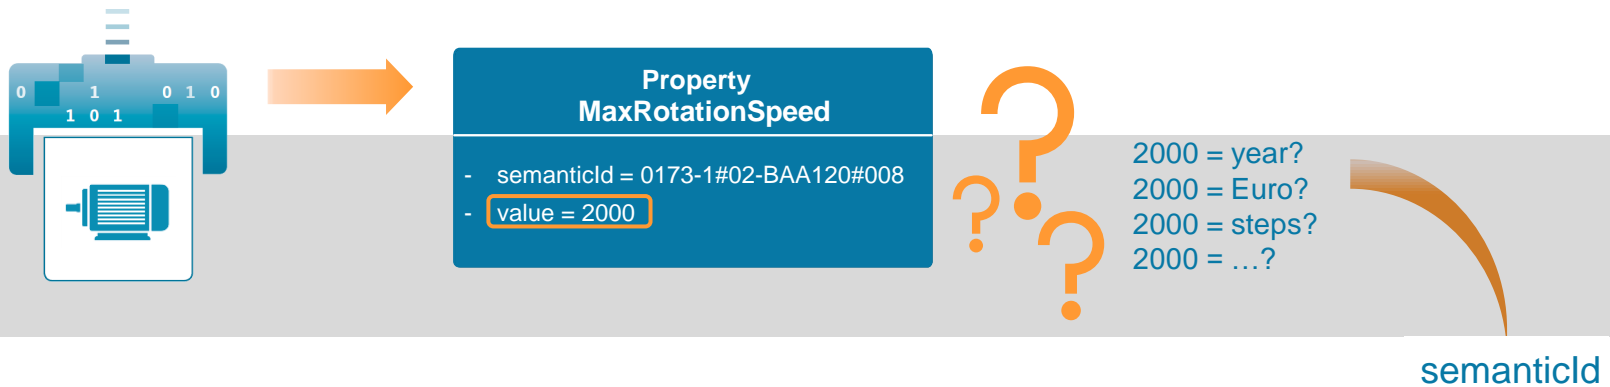 0 1 0 1 0
1 0 1
Property
MaxRotationSpeed
- semanticId = 0173-1#02-BAA120#008
- value = 2000
? ? ?
2000 = year?
2000 = Euro?
2000 = steps?
2000 = …?
semanticId